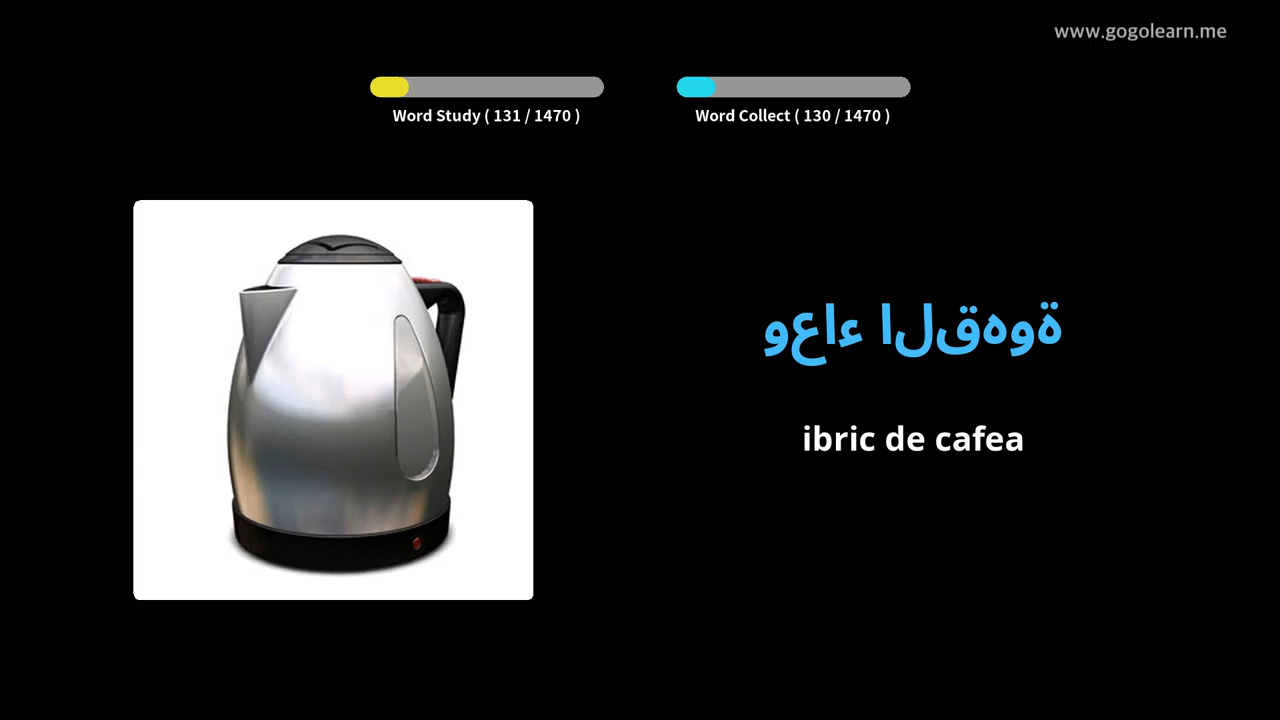 www.gogolearn.me
Word Study ( 131 / 1470 )
Word Collect ( 130 / 1470 )
وعاء القهوة
ibric de cafea